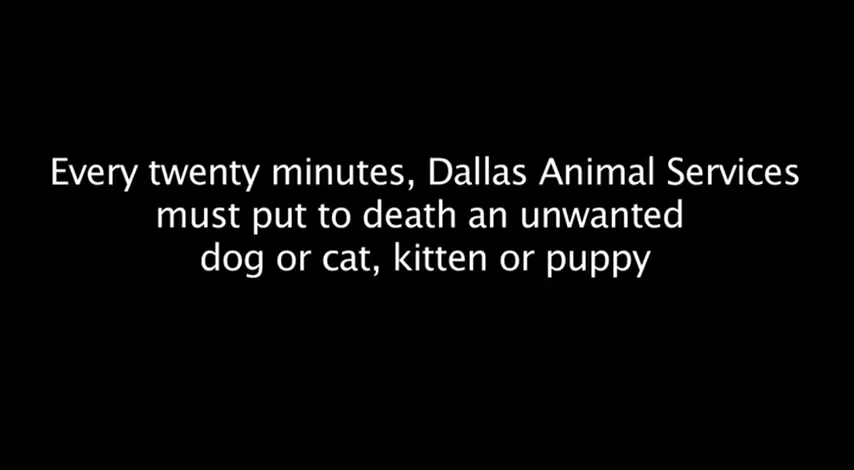 Every twenty minutes, Dallas Animal Services
must put to death an unwanted
dog or cat, kitten or puppy